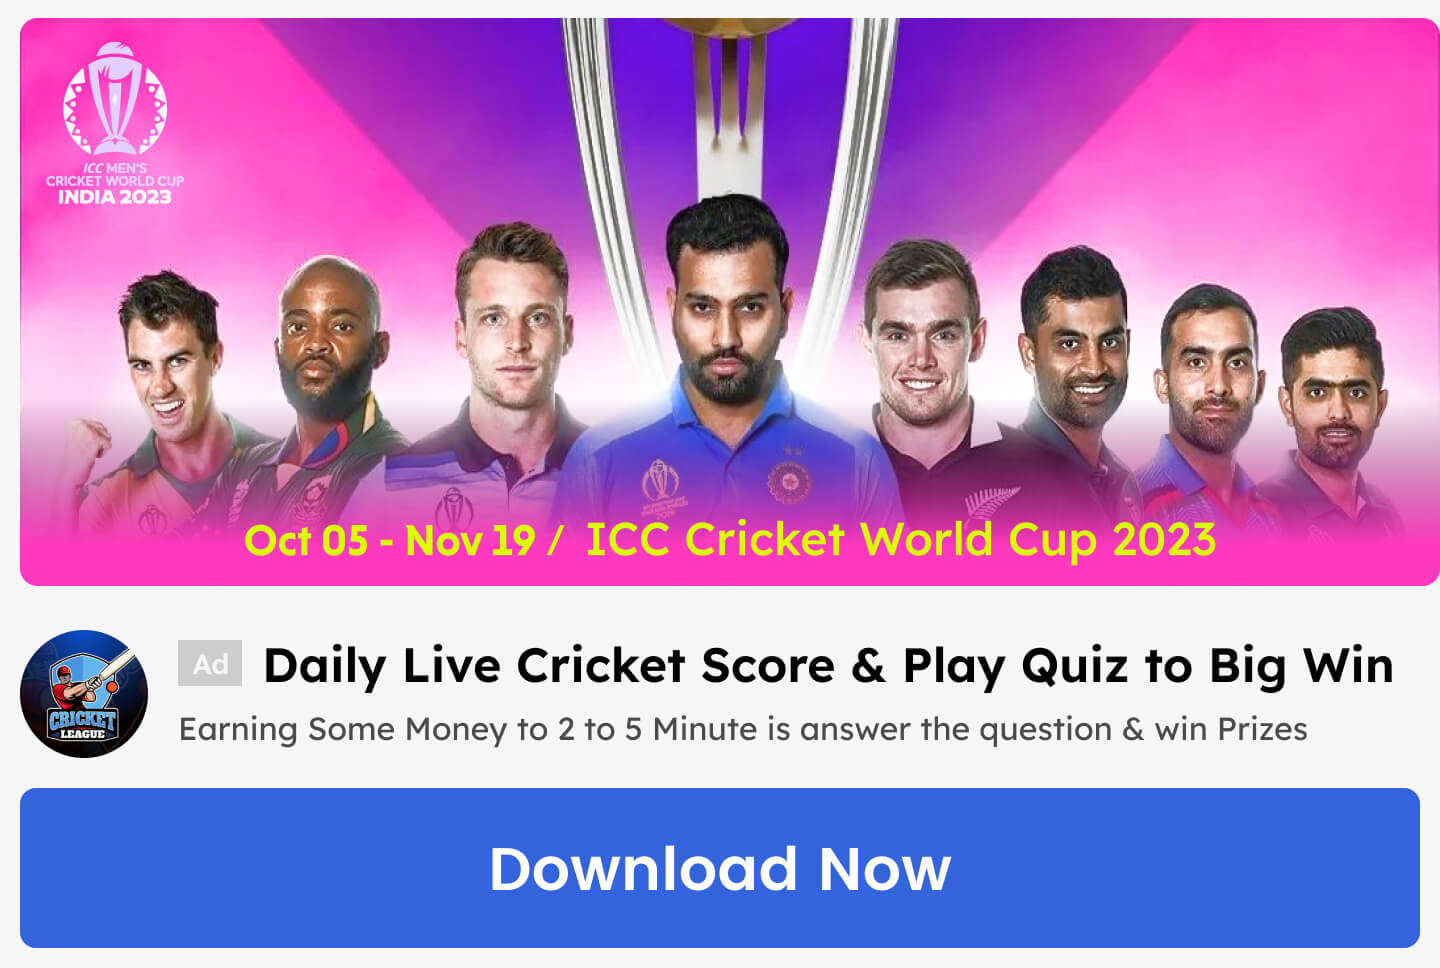 ICC MEN'S
CRICKET WORLD CUP
INDIA 2023
Oct 05 - Nov 19 / ICC Cricket World Cup 2023
Ad Daily Live Cricket Score & Play Quiz to Big Win
CRICKET
LEAGUE
Earning Some Money to 2 to 5 Minute is answer the question & win Prizes
Download Now